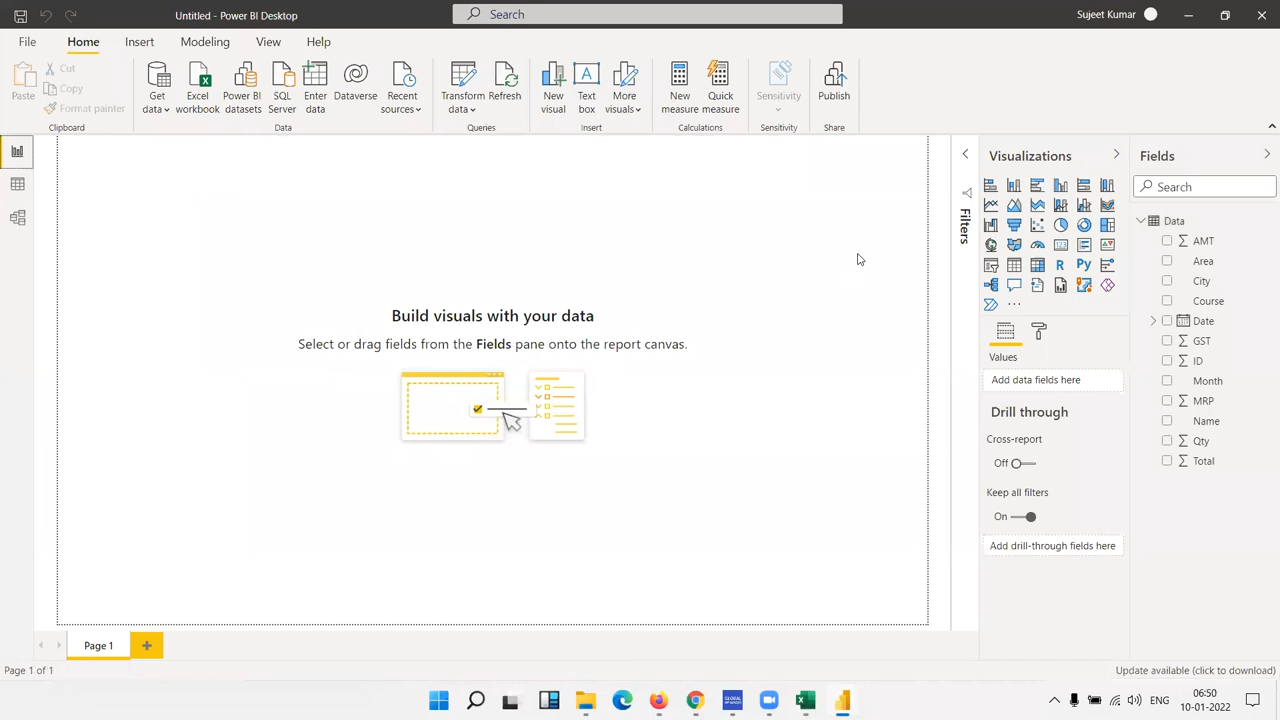 Untitled - Power BI Desktop
Search
Sujeet Kumar
File Home Insert Modeling View Help
Paste
Cut
Copy
Format painter
Clipboard
Get data
Excel workbook
Power BI datasets
SQL Server
Enter data
Dataverse
Recent sources
Data
Transform data
Refresh
Queries
New visual
Text box
More visuals
Insert
New measure
Quick measure
Calculations
Sensitivity
Sensitivity
Publish
Share
Build visuals with your data
Select or drag fields from the Fields pane onto the report canvas.
Filters
Visualizations
R
Py
123
Values
Add data fields here
Drill through
Cross-report
Off
Keep all filters
On
Add drill-through fields here
Fields
Search
Data
AMT
Area
City
Course
Date
GST
ID
Month
MRP
Name
Qty
Total
Page 1
Page 1 of 1
Update available (click to download)
ENG
06:50
10-01-2022